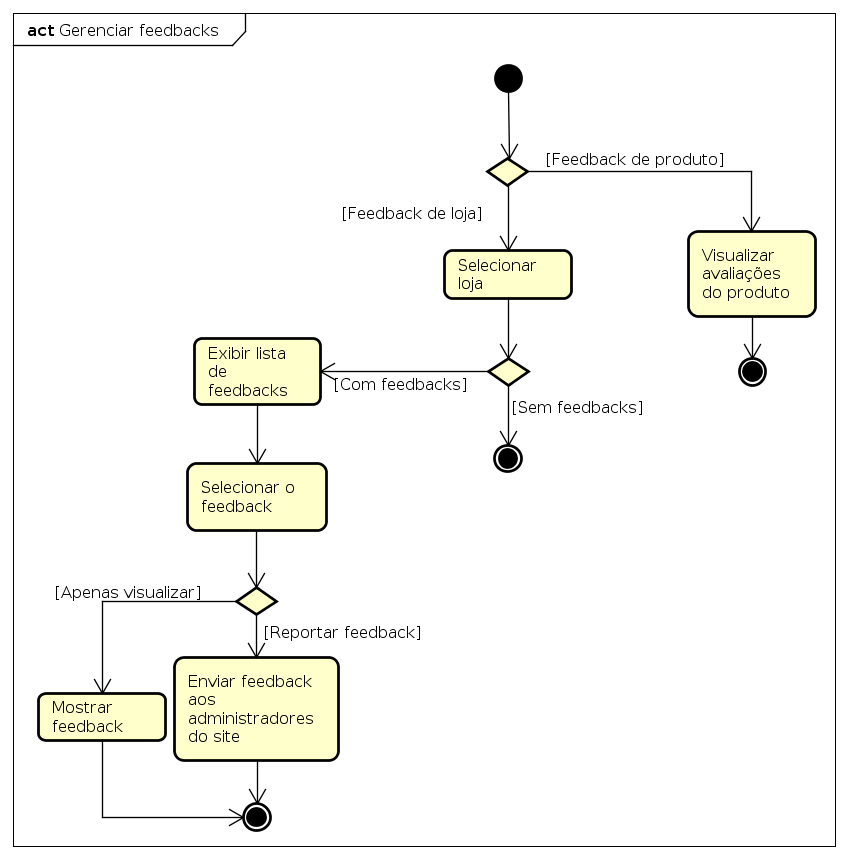 act Gerenciar feedbacks
[Feedback de produto]
[Feedback de loja]
Selecionar
loja
Visualizar
avaliações
do produto
Exibir lista
de
feedbacks
[Com feedbacks]
[Sem feedbacks]
Selecionar o
feedback
[Apenas visualizar]
[Reportar feedback]
Mostrar
feedback
Enviar feedback
aos
administradores
do site